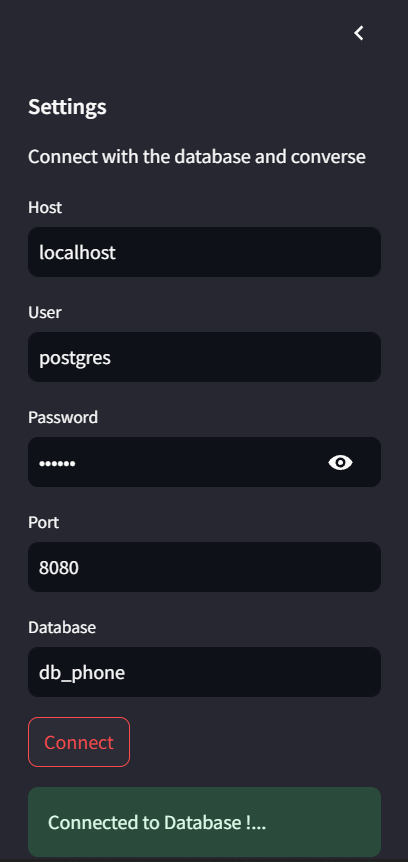 Settings
Connect with the database and converse
Host
localhost
User
postgres
Password
••••••
Port
8080
Database
db_phone
Connect
Connected to Database !...